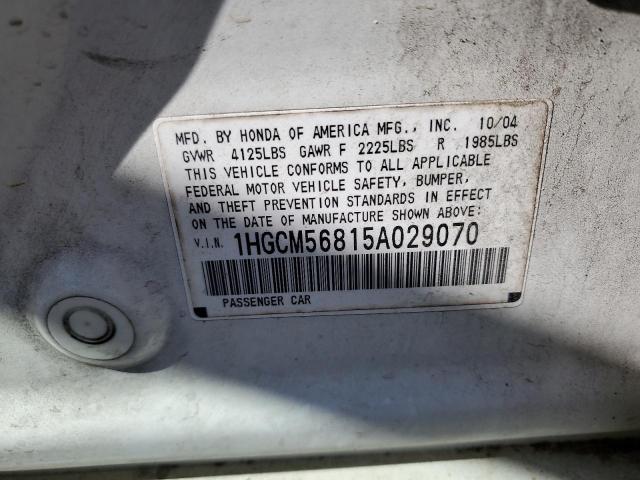 MFD. BY HONDA OF AMERICA MFG., INC. 10/04
GVWR 4125LBS GAWR F 2225LBS R 1985LBS
THIS VEHICLE CONFORMS TO ALL APPLICABLE
FEDERAL MOTOR VEHICLE SAFETY, BUMPER,
AND THEFT PREVENTION STANDARDS IN EFFECT
ON THE DATE OF MANUFACTURE SHOWN ABOVE:
V.I.N. 1HGCM56815A029070
PASSENGER CAR